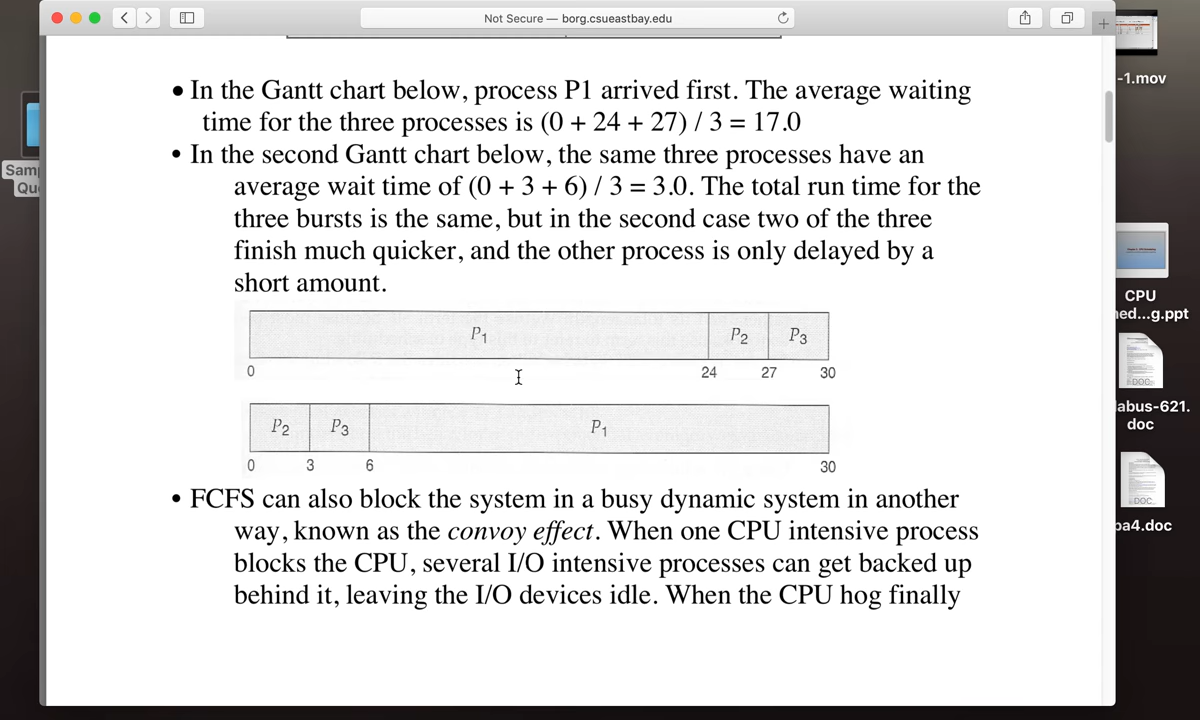 Not Secure — borg.csueastbay.edu
-1.mov
• In the Gantt chart below, process P1 arrived first. The average waiting
time for the three processes is (0 + 24 + 27) / 3 = 17.0
• In the second Gantt chart below, the same three processes have an
Sam
Qu
average wait time of (0 + 3 + 6) / 3 = 3.0. The total run time for the
three bursts is the same, but in the second case two of the three
finish much quicker, and the other process is only delayed by a
short amount.
CPU
ned...g.ppt
P1 P2 P3
0 24 27 30
DOC
labus-621.
doc
P2 P3 P1
0 3 6 30
• FCFS can also block the system in a busy dynamic system in another
way, known as the convoy effect. When one CPU intensive process
blocks the CPU, several I/O intensive processes can get backed up
behind it, leaving the I/O devices idle. When the CPU hog finally
DOC
pa4.doc